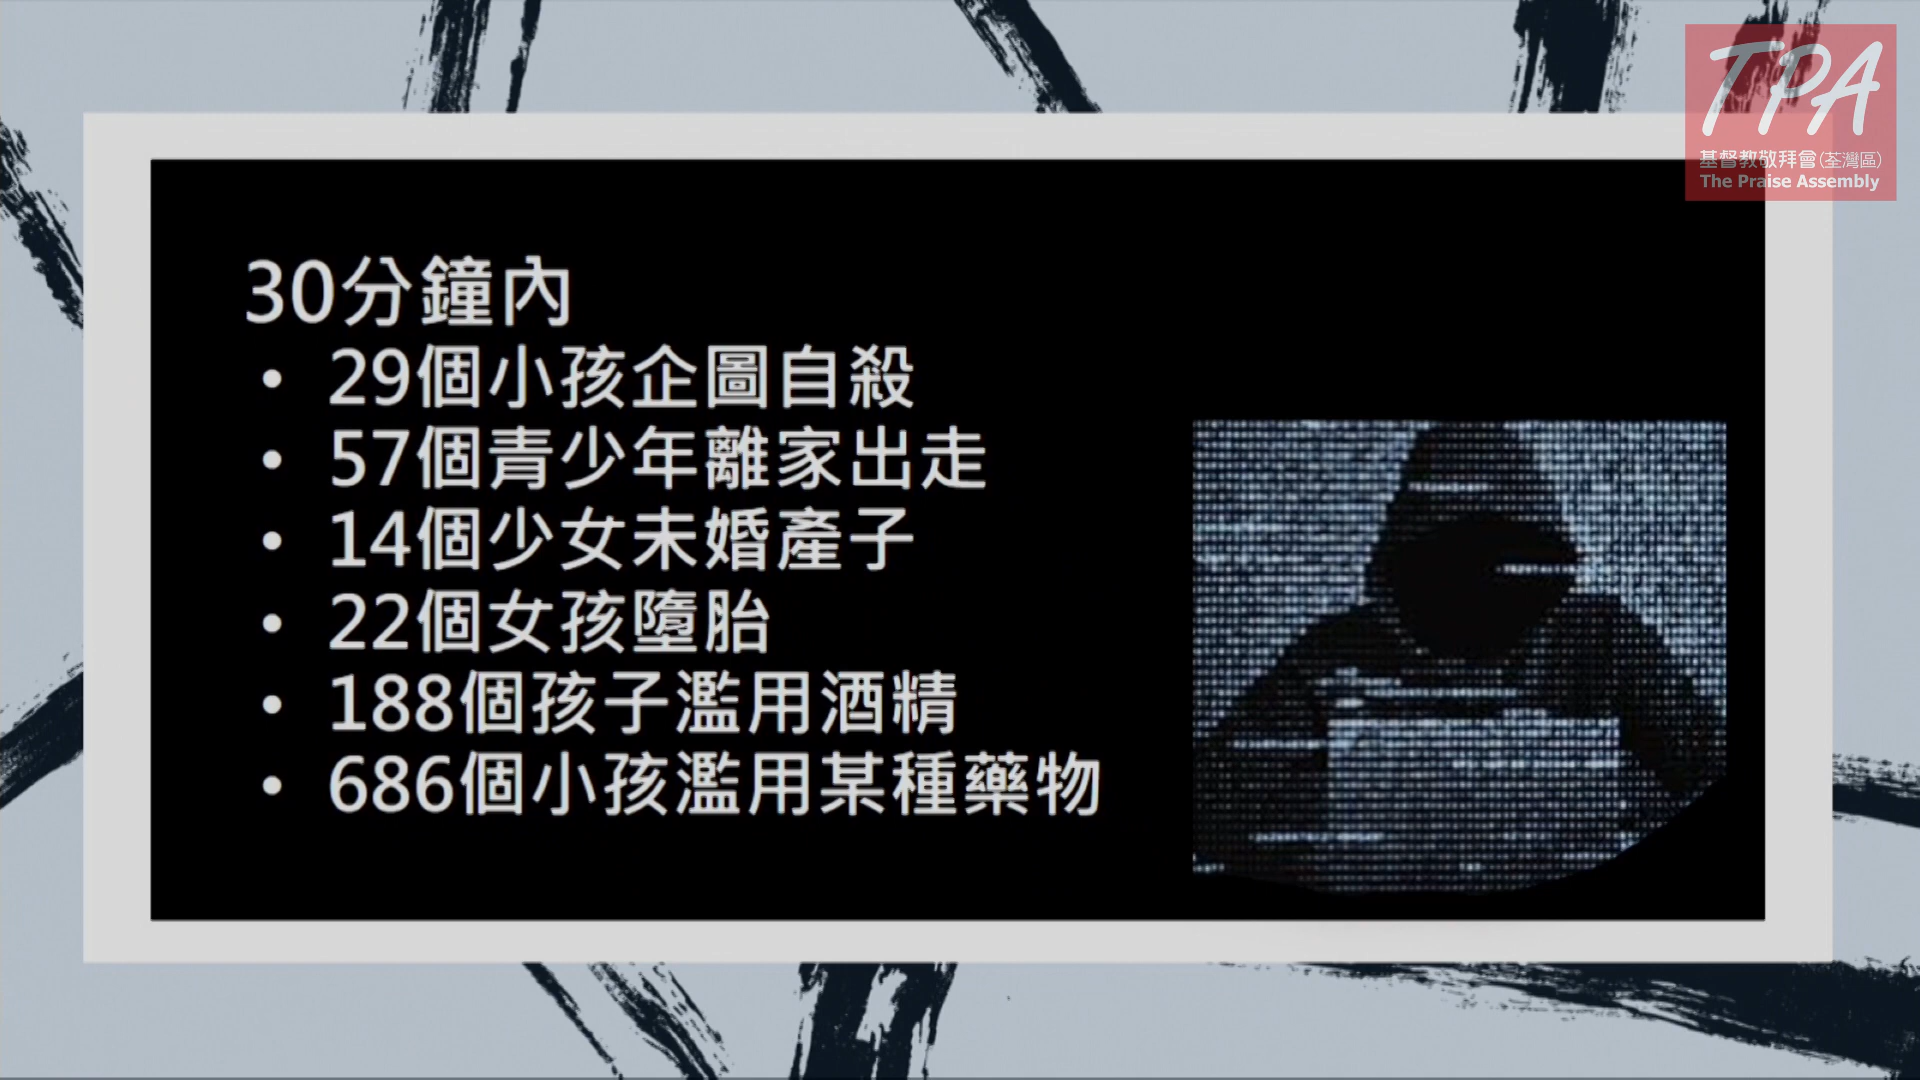 TPA
基督教敬拜會(荃灣區)
The Praise Assembly
30分鐘內
• 29個小孩企圖自殺
• 57個青少年離家出走
• 14個少女未婚產子
• 22個女孩墮胎
• 188個孩子濫用酒精
• 686個小孩濫用某種藥物